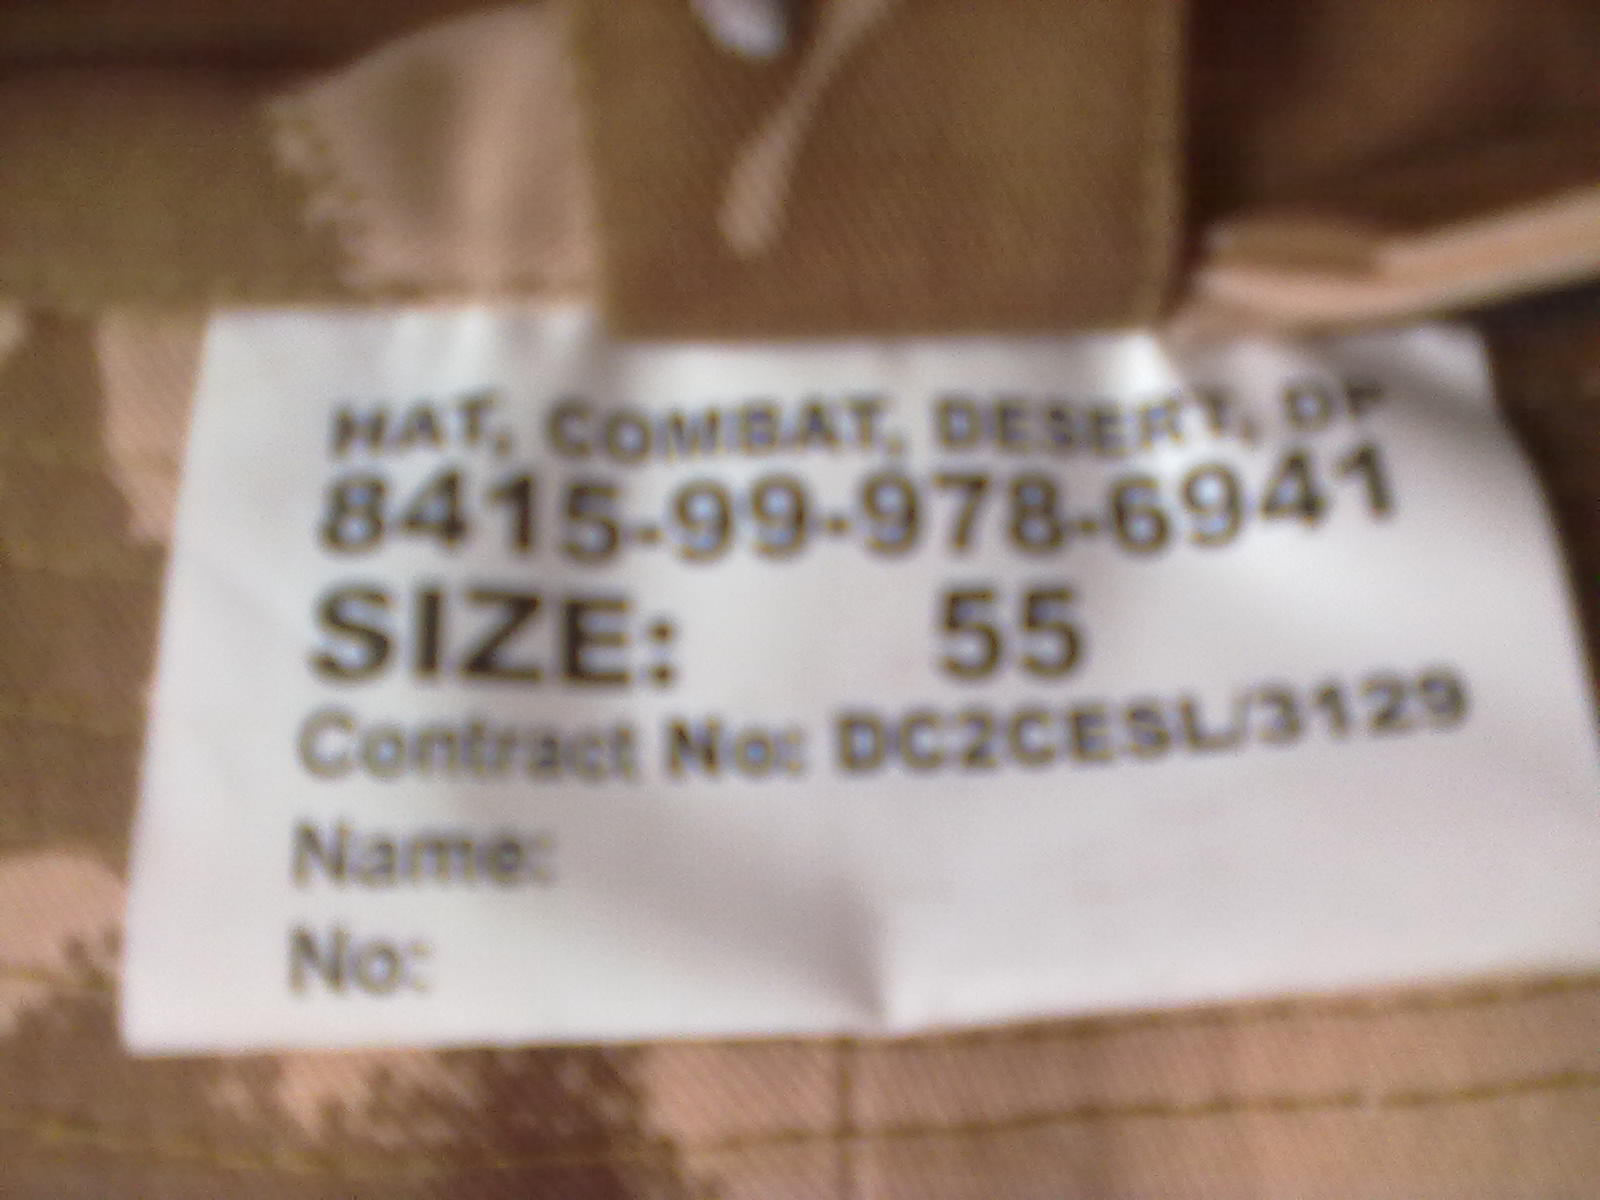 HAT, COMBAT, DESERT, DP
8415-99-978-6941
SIZE: 55
Contract No: DC2CESL/3129
Name:
No: